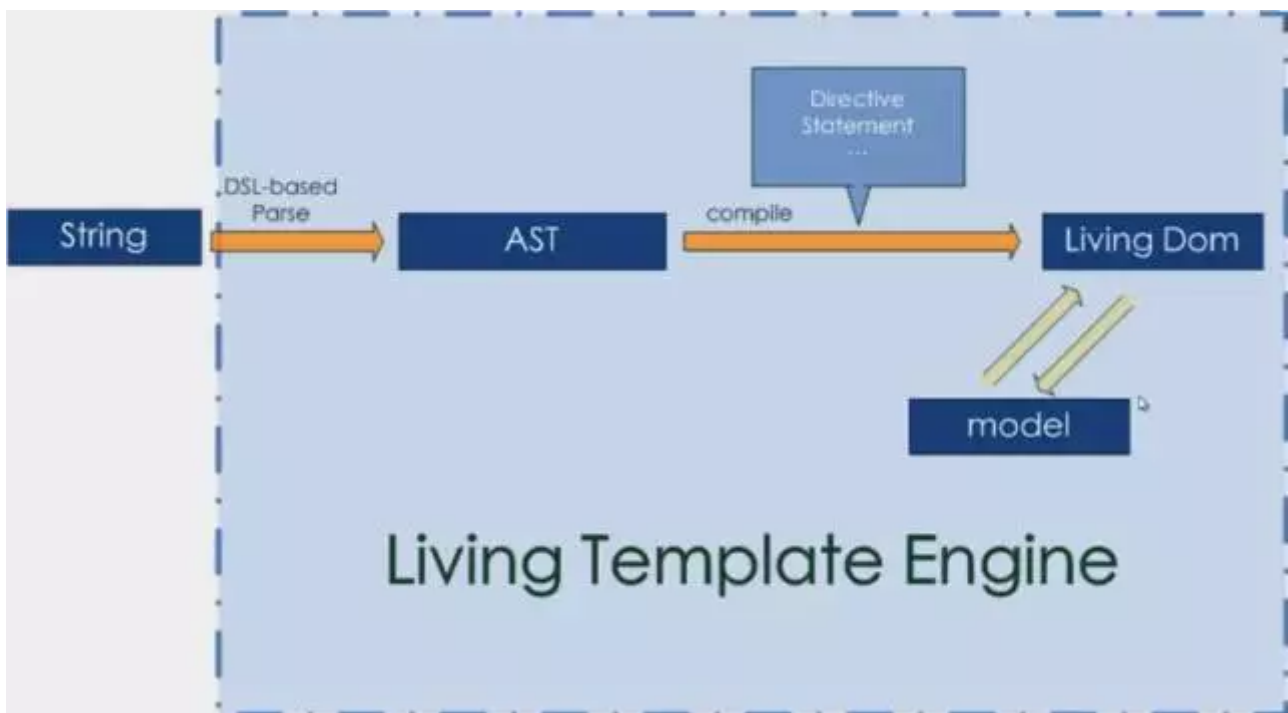 Directive
Statement
...
DSL-based
Parse
compile
String
AST
Living Dom
model
Living Template Engine